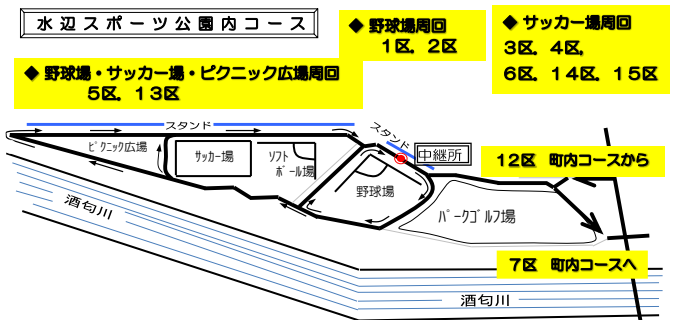 水辺スポーツ公園内コース
◆ 野球場周回
1区．2区
◆ サッカー場周回
3区．4区．
6区．14区．15区
◆ 野球場・サッカー場・ピクニック広場周回
5区．13区
スタンド
スタンド
中継所
ﾋﾟｸﾆｯｸ広場
ｻｯｶｰ場
ｿﾌﾄ
ﾎﾞｰﾙ場
野球場
ﾊﾟｰｸｺﾞﾙﾌ場
12区　町内コースから
7区　町内コースへ
酒匂川
酒匂川